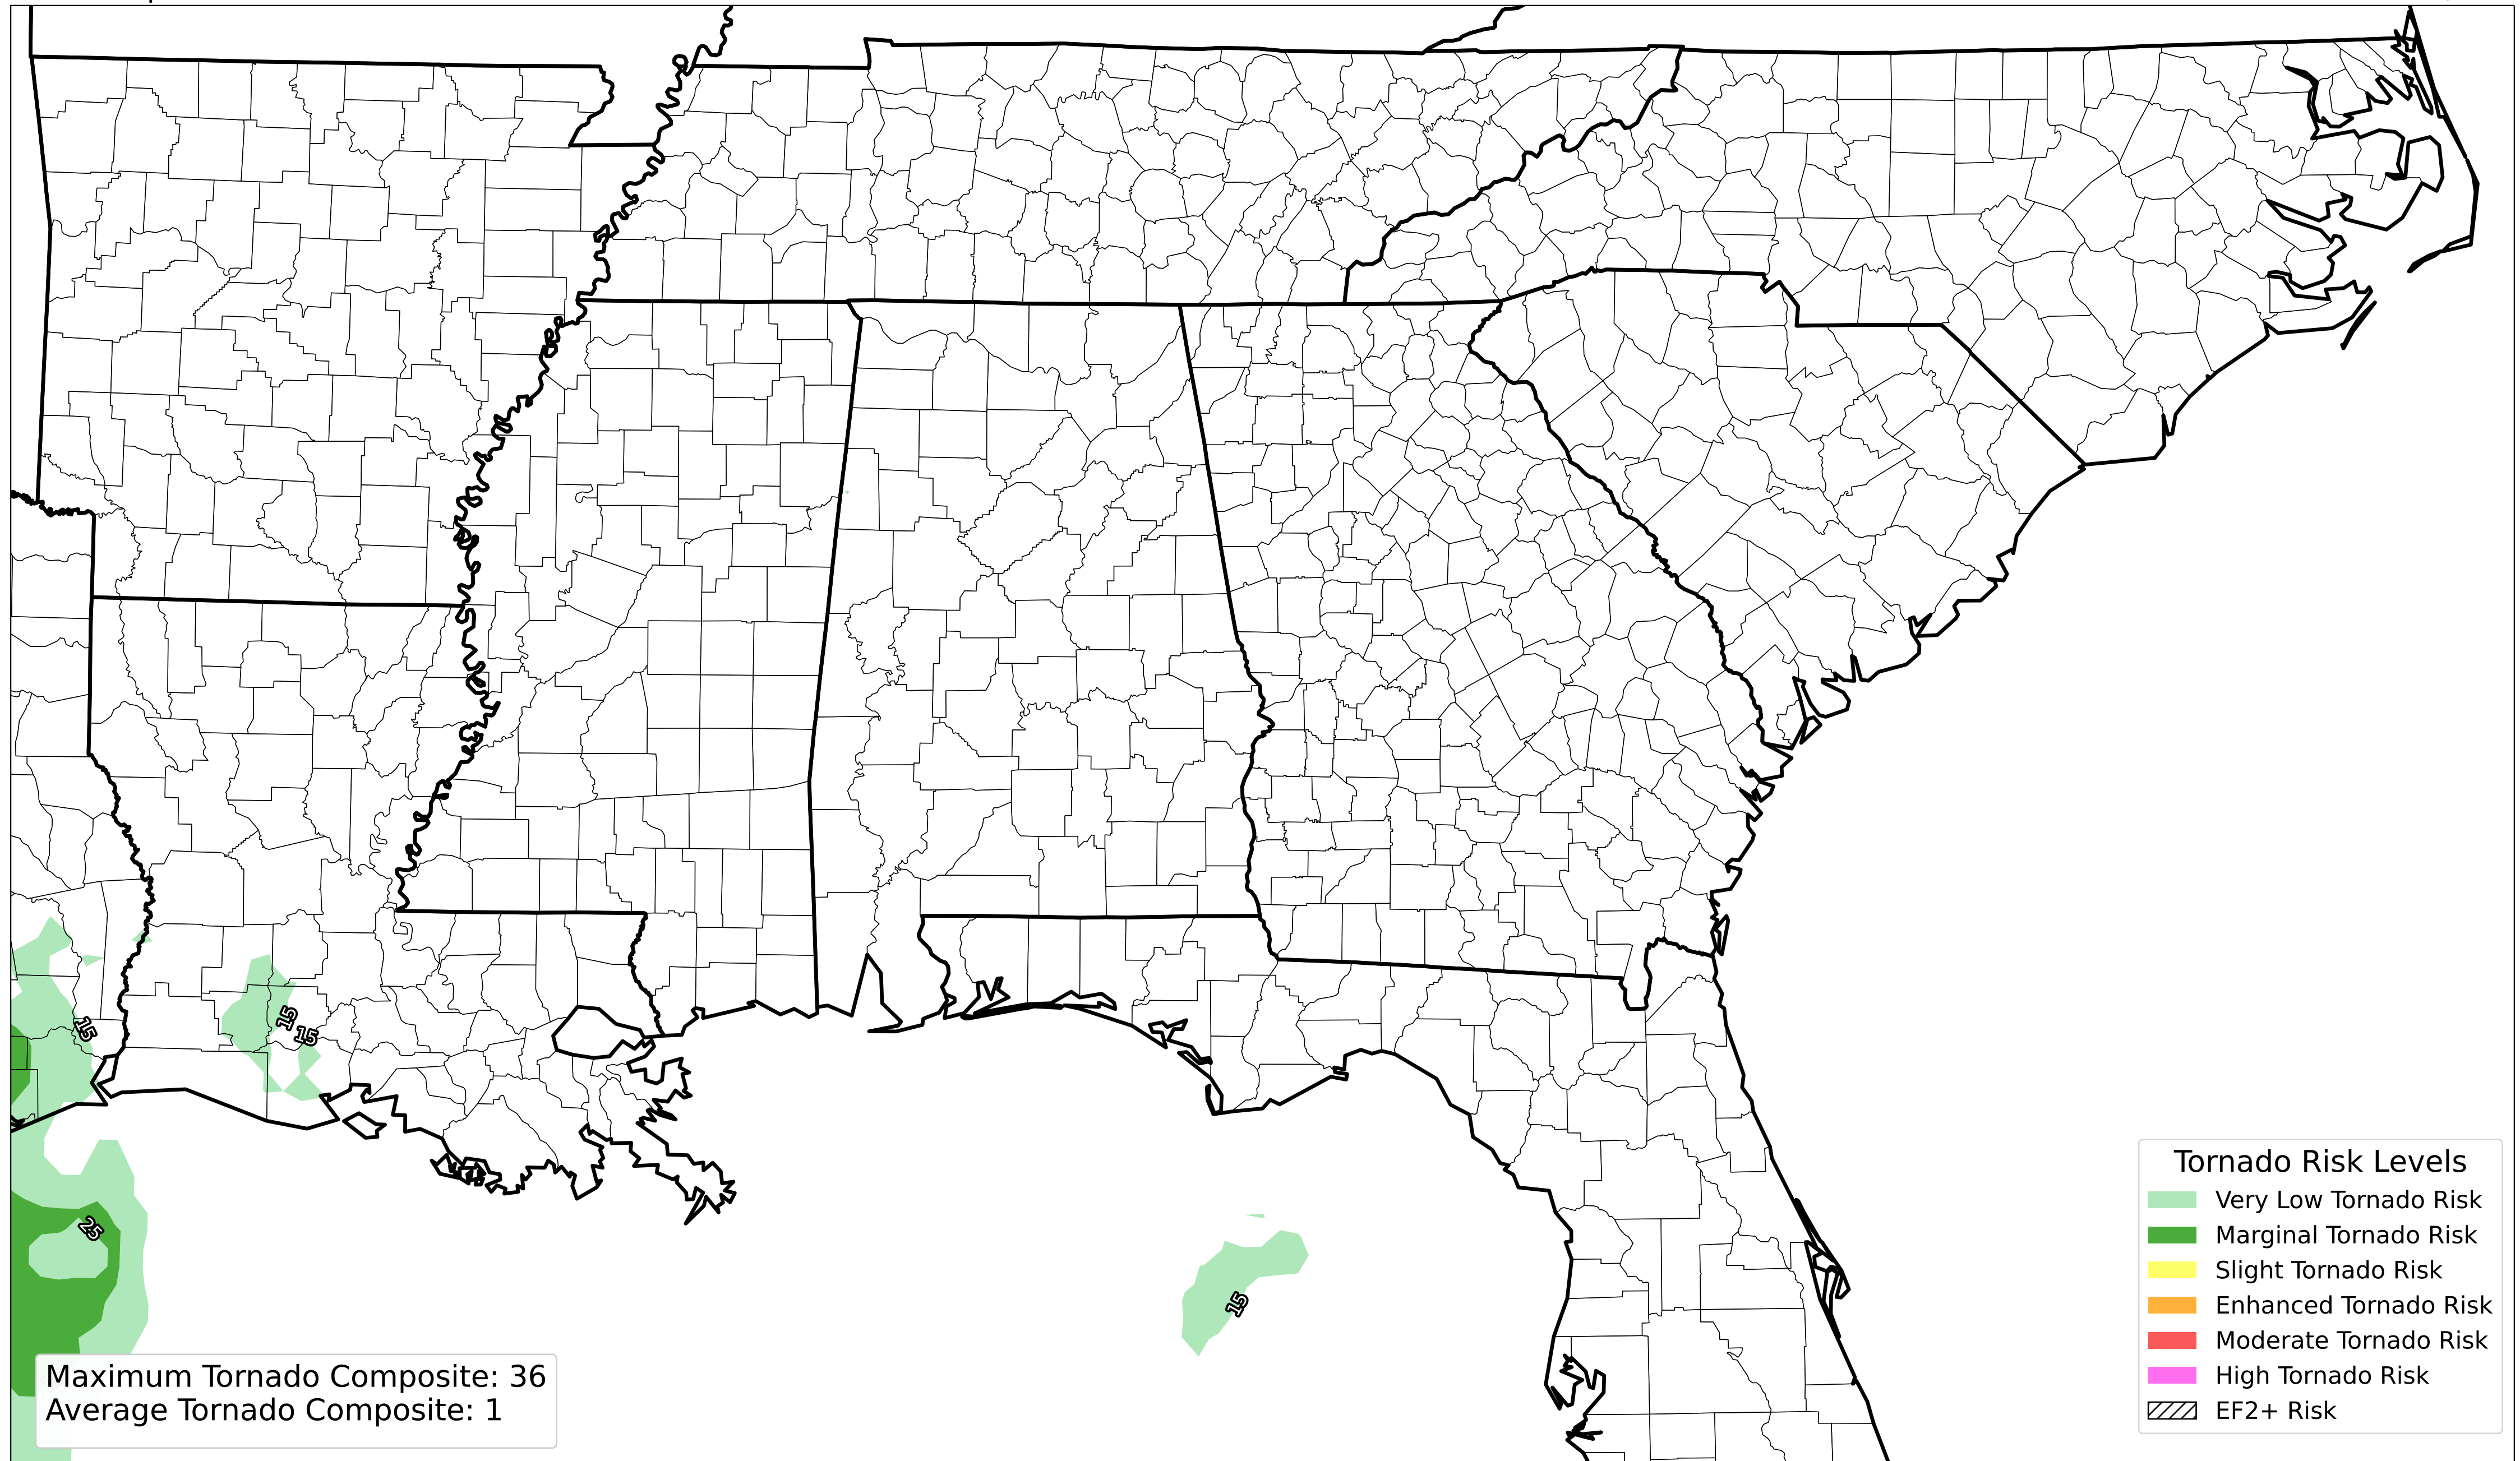 15
15
15
25
15
Maximum Tornado Composite: 36
Average Tornado Composite: 1
Tornado Risk Levels
Very Low Tornado Risk
Marginal Tornado Risk
Slight Tornado Risk
Enhanced Tornado Risk
Moderate Tornado Risk
High Tornado Risk
EF2+ Risk